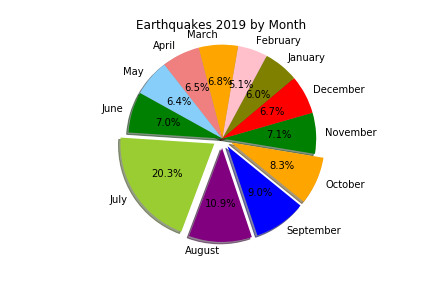 Earthquakes 2019 by Month
January
6.0%
February
5.1%
March
6.8%
April
6.5%
May
6.4%
June
7.0%
July
20.3%
August
10.9%
September
9.0%
October
8.3%
November
7.1%
December
6.7%